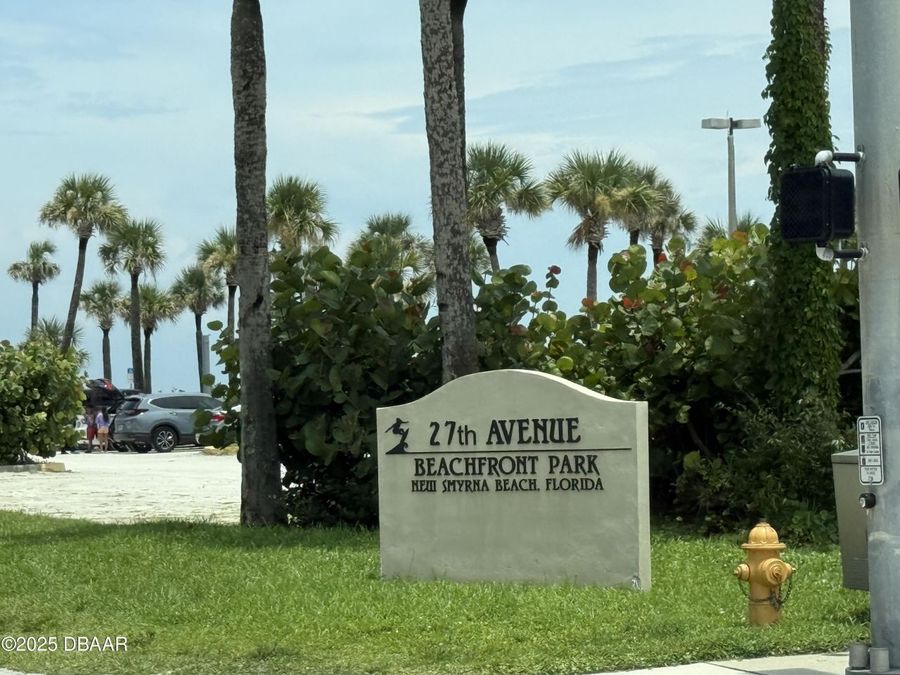 27th AVENUE
BEACHFRONT PARK
NEW SMYRNA BEACH, FLORIDA
©2025 DBAAR